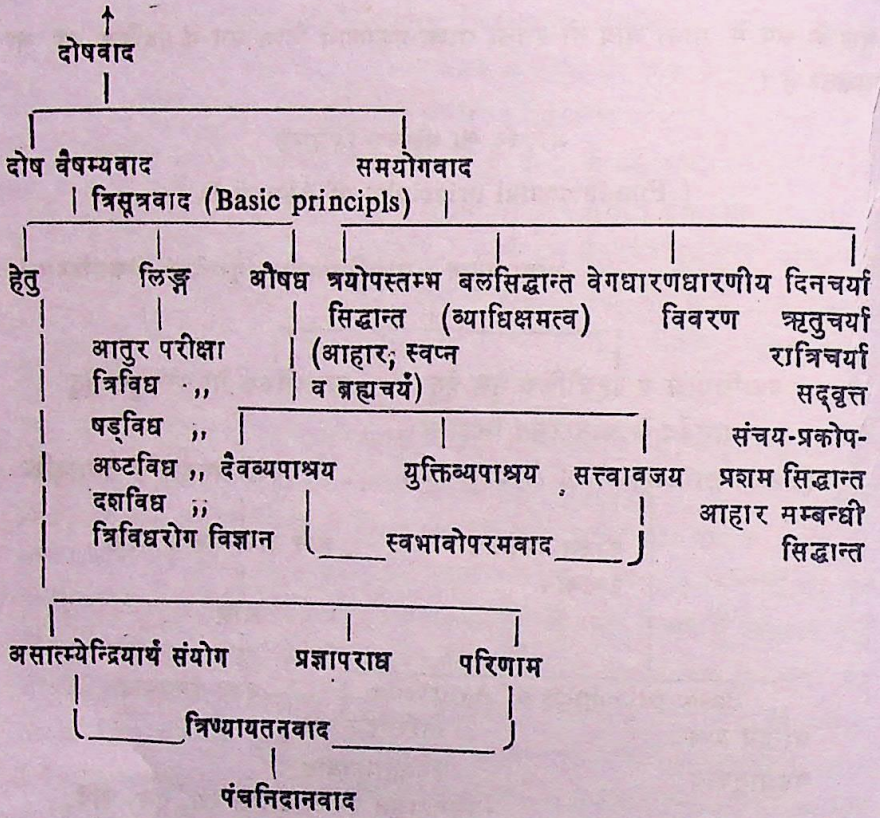 दोषवाद
दोष वैषम्यवाद समयोगवाद
त्रिसूत्रवाद (Basic principls)
हेतु लिङ्ग औषध त्रयोपस्तम्भ बलसिद्धान्त वेगधारणधारणीय दिनचर्या
सिद्धान्त (व्याधिक्षमत्व) विवरण ऋतुचर्या
आतुर परीक्षा (आहार; स्वप्न रात्रिचर्या
त्रिविध ,, व ब्रह्मचर्य) सद्वृत्त
षड्विध ,, संचय-प्रकोप-
अष्टविध ,, दैवव्यपाश्रय युक्तिव्यपाश्रय सत्त्वावजय प्रशम सिद्धान्त
दशविध ,; आहार मम्बन्धी
त्रिविधरोग विज्ञान स्वभावोपरमवाद सिद्धान्त
असात्म्येन्द्रियार्थ संयोग प्रज्ञापराध परिणाम
त्रिण्यायतनवाद
पंचनिदानवाद